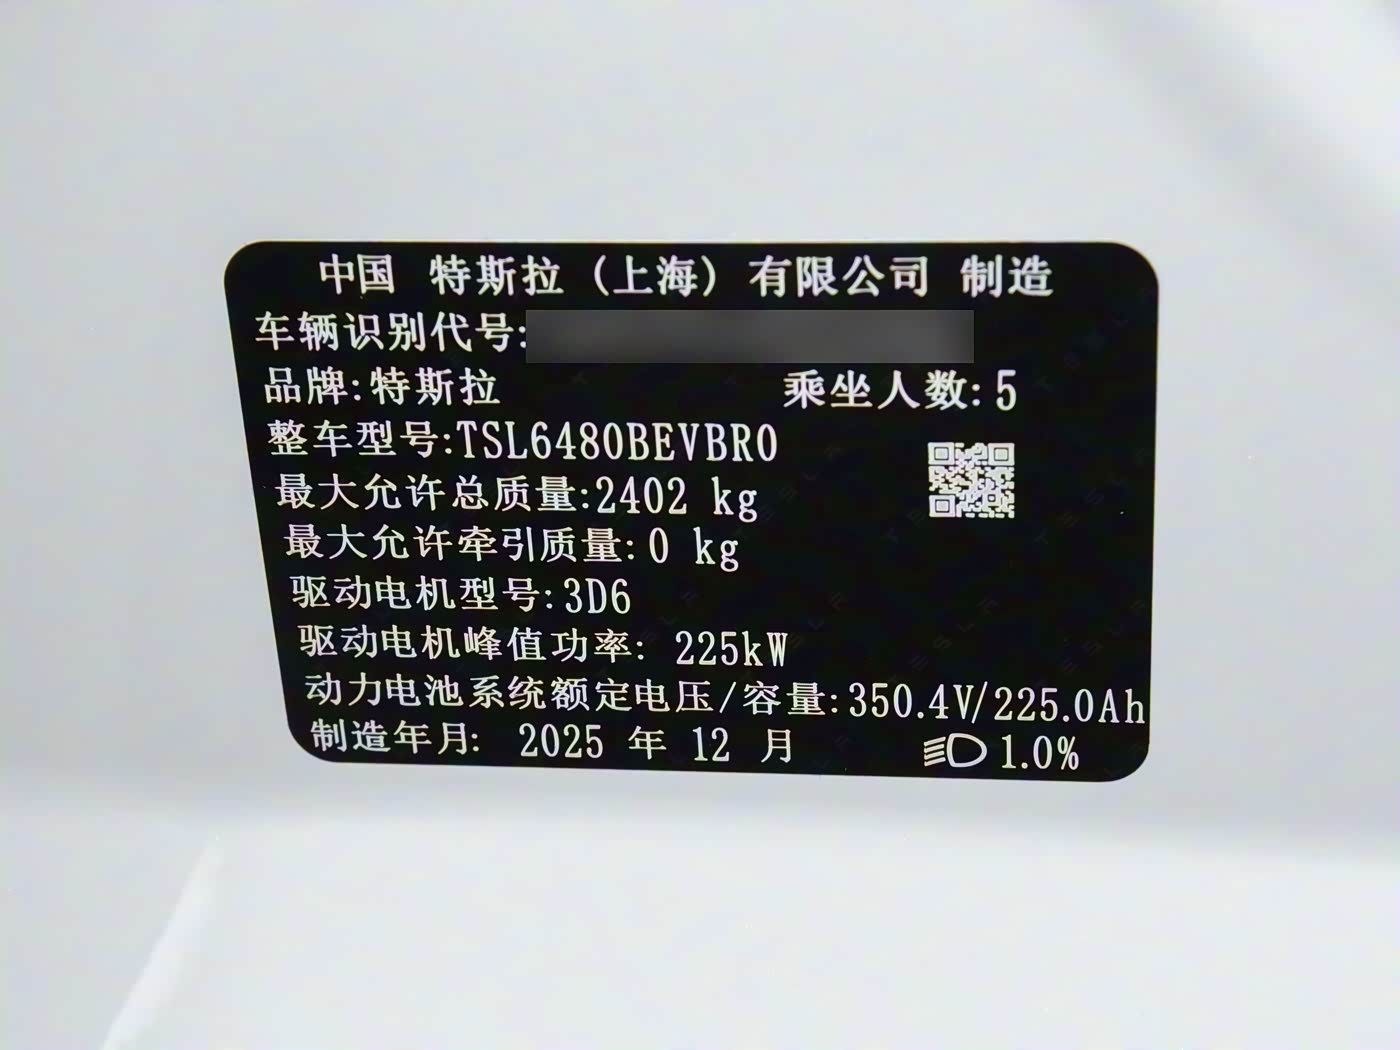 中国 特斯拉（上海）有限公司 制造
车辆识别代号:
品牌:特斯拉 乘坐人数:5
整车型号:TSL6480BEVBR0
最大允许总质量:2402 kg
最大允许牵引质量: 0 kg
驱动电机型号:3D6
驱动电机峰值功率: 225kW
动力电池系统额定电压/容量:350.4V/225.0Ah
制造年月: 2025 年 12 月 1.0%